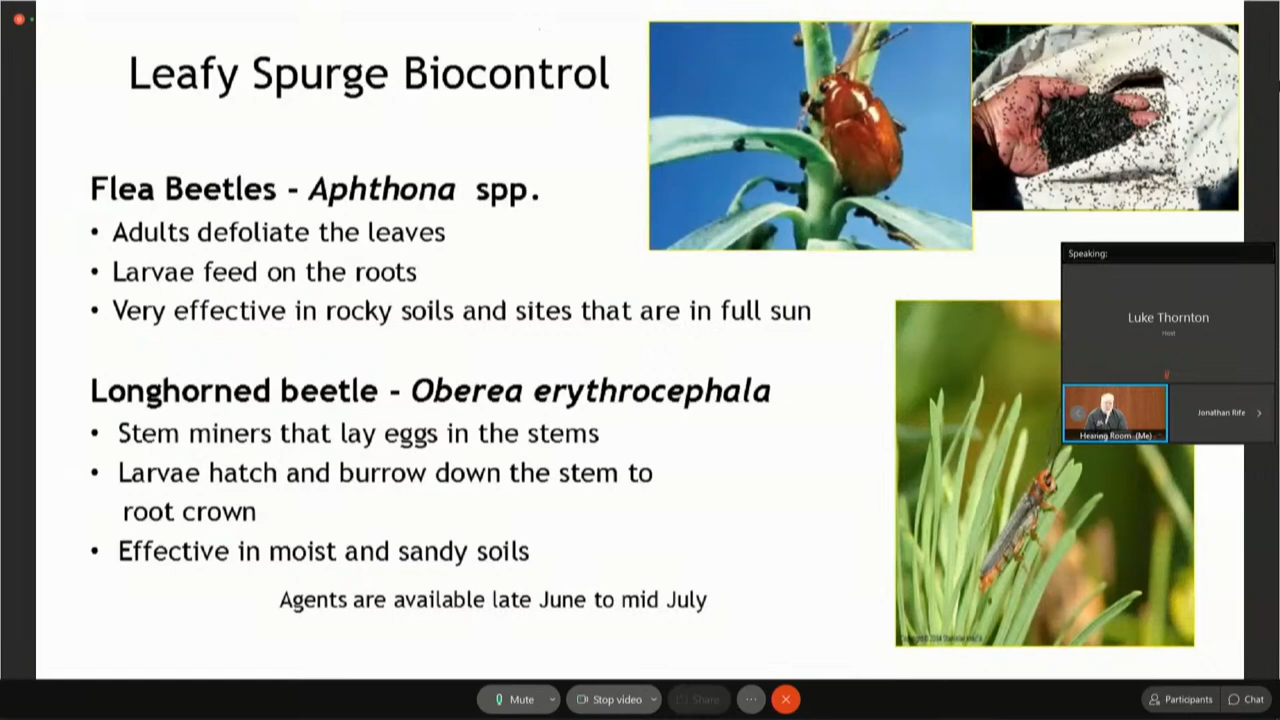 Leafy Spurge Biocontrol
Flea Beetles - Aphthona spp.
• Adults defoliate the leaves
• Larvae feed on the roots
• Very effective in rocky soils and sites that are in full sun
Longhorned beetle - Oberea erythrocephala
• Stem miners that lay eggs in the stems
• Larvae hatch and burrow down the stem to
root crown
• Effective in moist and sandy soils
Agents are available late June to mid July
Speaking:
Luke Thornton
Host
Hearing Room (Me)
Jonathan Rife
Mute
Stop video
Share
Participants
Chat